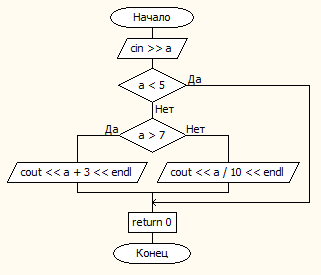 Начало
cin >> a
a < 5
Да
Нет
a > 7
Да
Нет
cout << a + 3 << endl
cout << a / 10 << endl
return 0
Конец